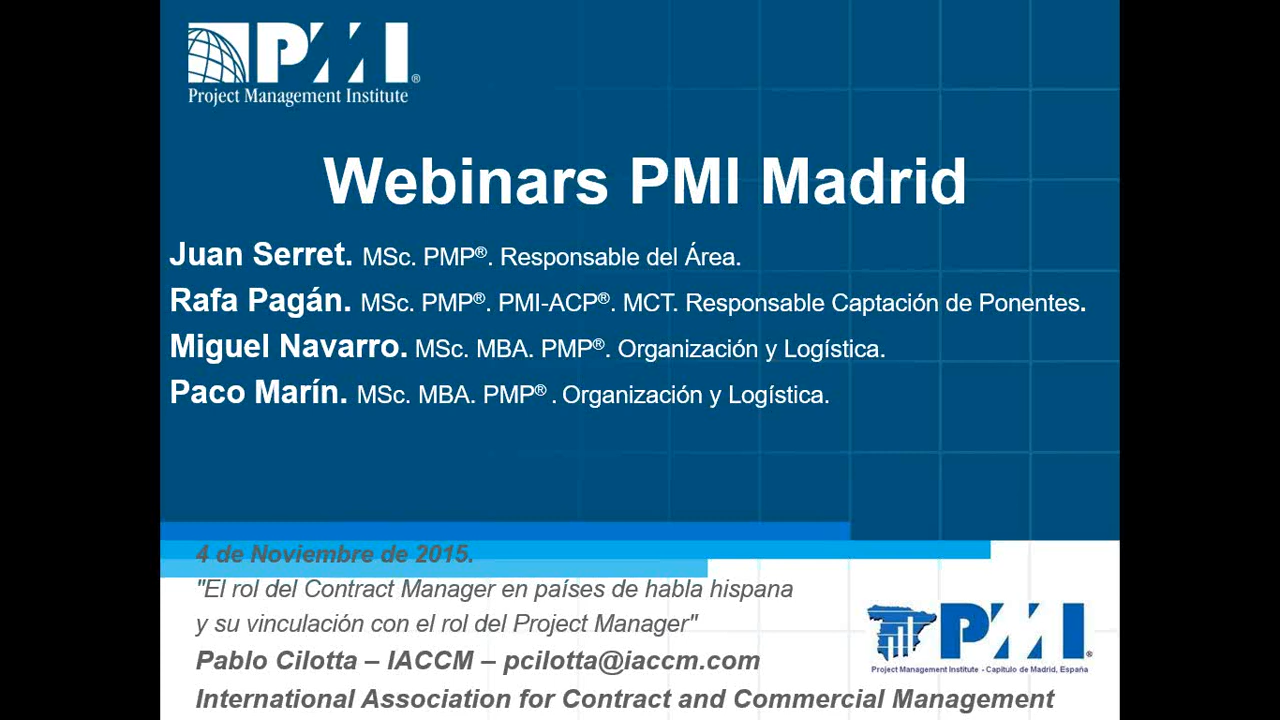 PMI®
Project Management Institute
Webinars PMI Madrid
Juan Serret. MSc. PMP®. Responsable del Área.
Rafa Pagán. MSc. PMP®. PMI-ACP®. MCT. Responsable Captación de Ponentes.
Miguel Navarro. MSc. MBA. PMP®. Organización y Logística.
Paco Marín. MSc. MBA. PMP® . Organización y Logística.
4 de Noviembre de 2015.
"El rol del Contract Manager en países de habla hispana
y su vinculación con el rol del Project Manager"
Pablo Cilotta – IACCM – pcilotta@iaccm.com
International Association for Contract and Commercial Management
PMI®
Project Management Institute - Capitulo de Madrid, España